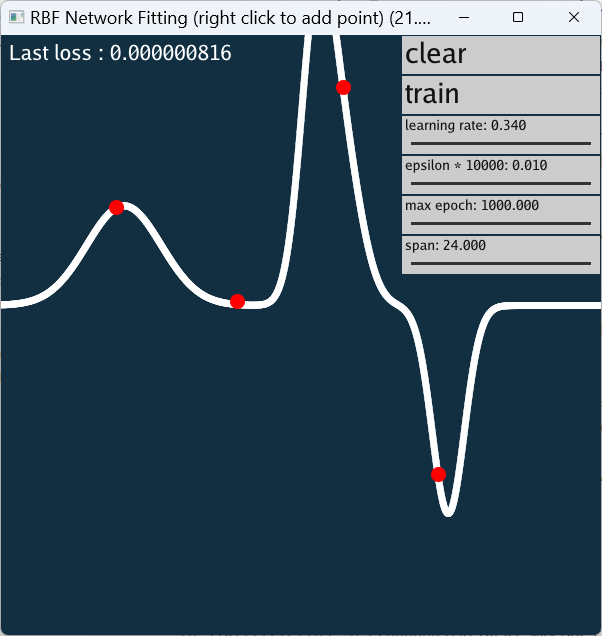 RBF Network Fitting (right click to add point) (21....
Last loss : 0.000000816
clear
train
learning rate: 0.340
epsilon * 10000: 0.010
max epoch: 1000.000
span: 24.000